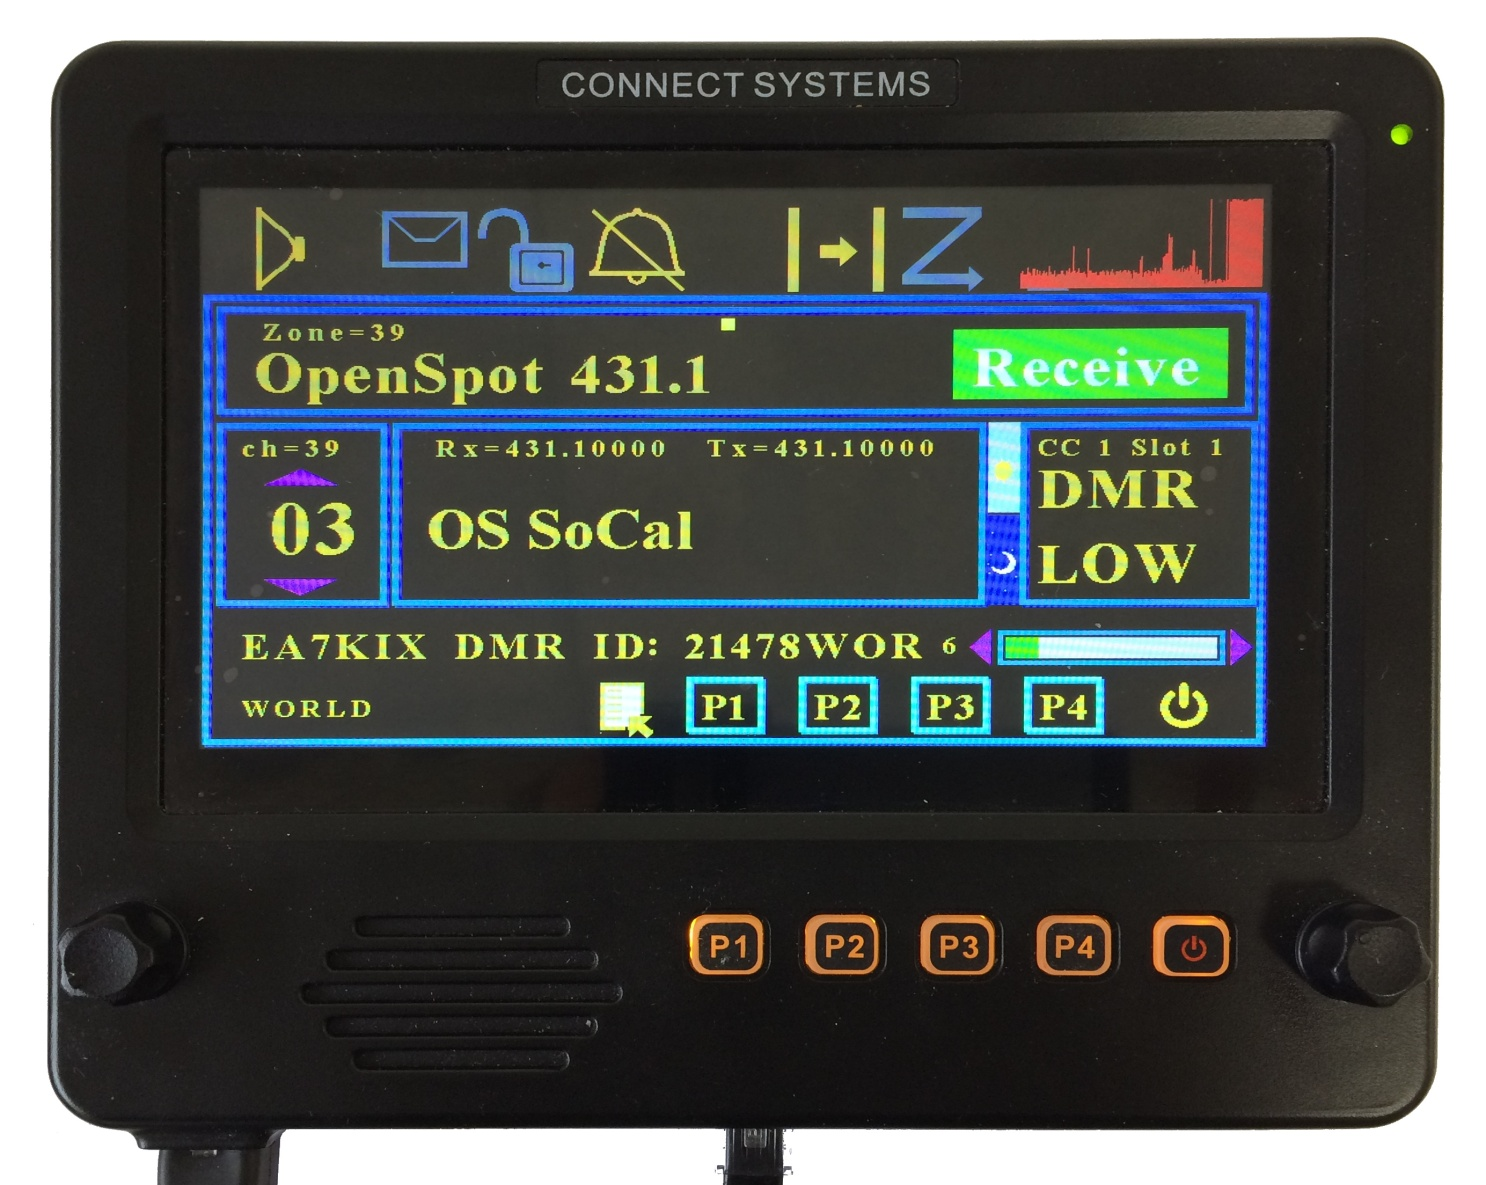 CONNECT SYSTEMS
Zone=39
OpenSpot 431.1
Receive
ch=39
03
Rx=431.10000 Tx=431.10000
OS SoCal
CC 1 Slot 1
DMR
LOW
EA7KIX DMR ID: 21478WOR 6
WORLD
P1 P2 P3 P4
P1 P2 P3 P4